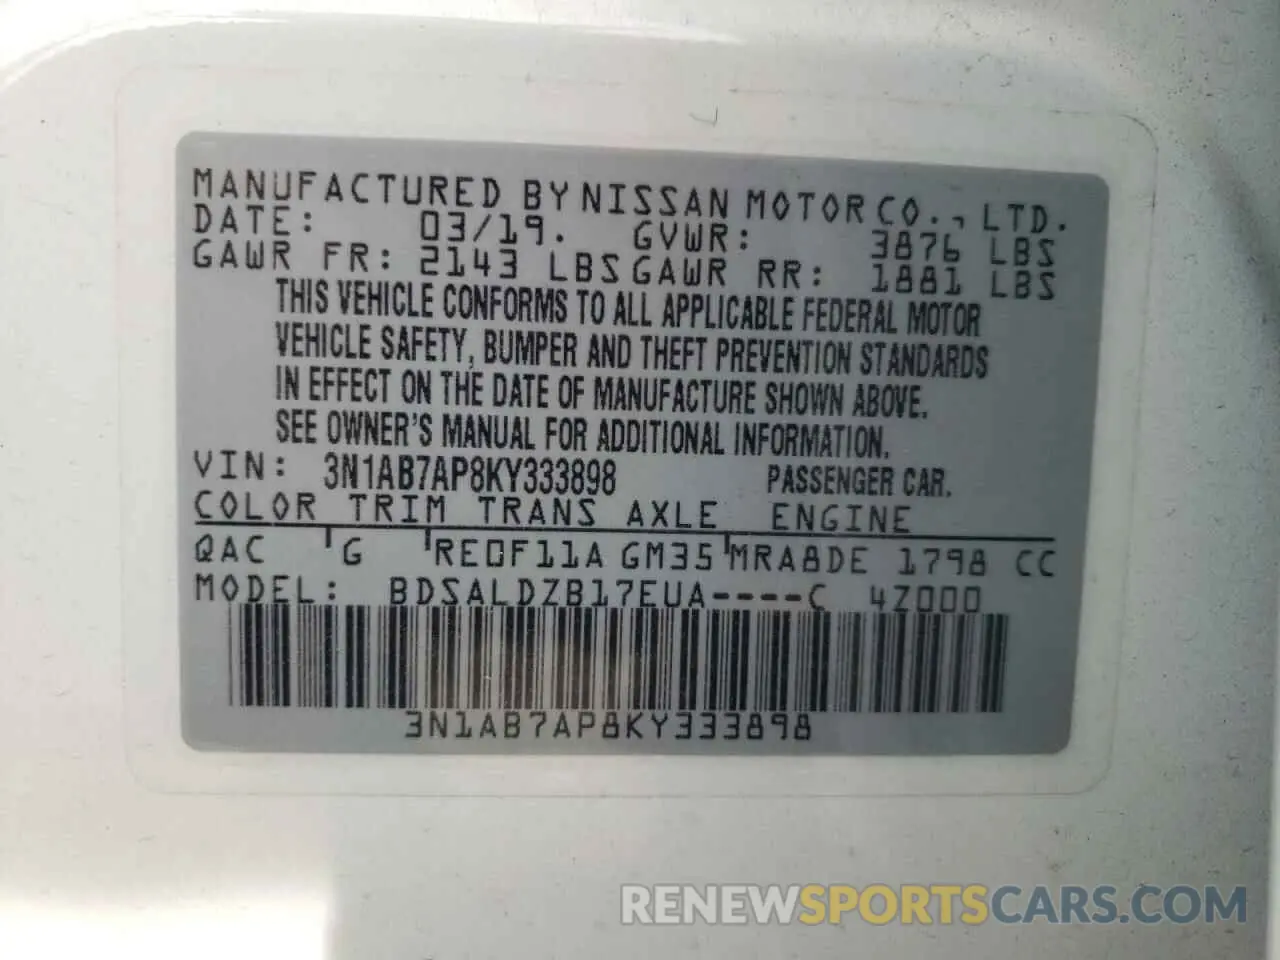 MANUFACTURED BY NISSAN MOTOR CO., LTD.
DATE: 03/19. GVWR: 3876 LBS
GAWR FR: 2143 LBS GAWR RR: 1881 LBS
THIS VEHICLE CONFORMS TO ALL APPLICABLE FEDERAL MOTOR
VEHICLE SAFETY, BUMPER AND THEFT PREVENTION STANDARDS
IN EFFECT ON THE DATE OF MANUFACTURE SHOWN ABOVE.
SEE OWNER'S MANUAL FOR ADDITIONAL INFORMATION.
VIN: 3N1AB7AP8KY333898 PASSENGER CAR.
COLOR TRIM TRANS AXLE ENGINE
QAC G RE0F11A GM35 MRA8DE 1798 CC
MODEL: BDSALDZB17EUA----C 4Z000
3N1AB7AP8KY333898
RENEWSPORTSCARS.COM